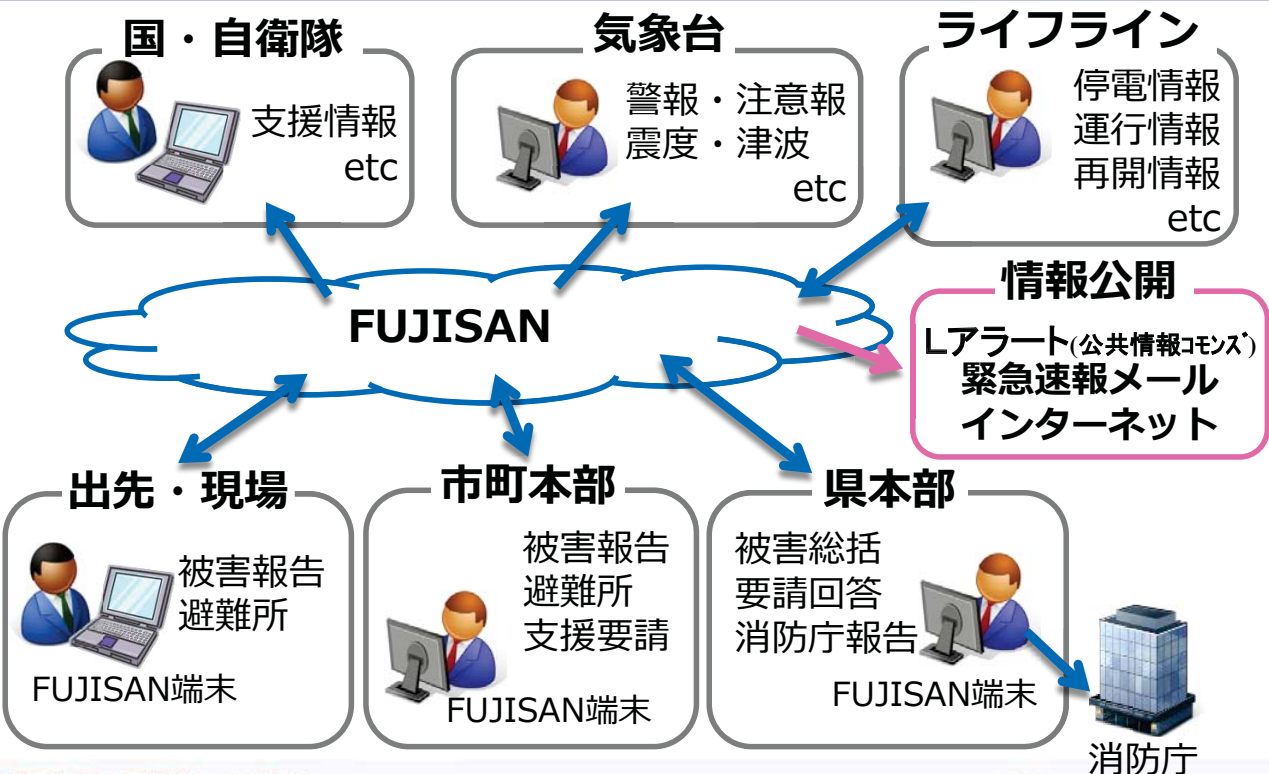 国・自衛隊
支援情報
etc
気象台
警報・注意報
震度・津波
etc
ライフライン
停電情報
運行情報
再開情報
etc
FUJISAN
情報公開
Lアラート(公共情報ｺﾓﾝｽﾞ)
緊急速報メール
インターネット
出先・現場
被害報告
避難所
FUJISAN端末
市町本部
被害報告
避難所
支援要請
FUJISAN端末
県本部
被害総括
要請回答
消防庁報告
FUJISAN端末
消防庁